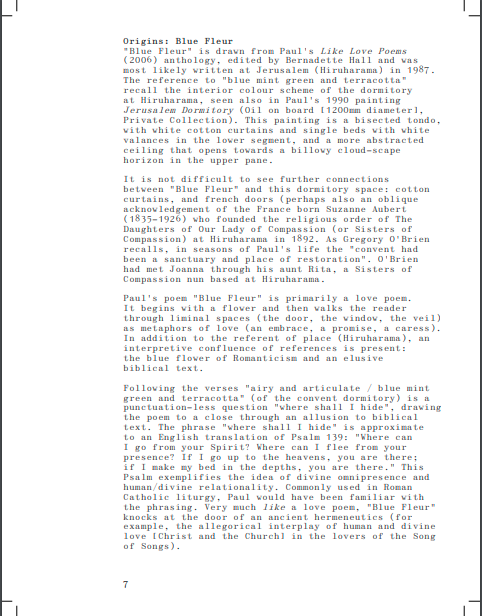 Origins: Blue Fleur
"Blue Fleur" is drawn from Paul's Like Love Poems
(2006) anthology, edited by Bernadette Hall and was
most likely written at Jerusalem (Hiruharama) in 1987.
The reference to "blue mint green and terracotta"
recall the interior colour scheme of the dormitory
at Hiruharama, seen also in Paul's 1990 painting
Jerusalem Dormitory (Oil on board [1200mm diameter],
Private Collection). This painting is a bisected tondo,
with white cotton curtains and single beds with white
valances in the lower segment, and a more abstracted
ceiling that opens towards a billowy cloud-scape
horizon in the upper pane.
It is not difficult to see further connections
between "Blue Fleur" and this dormitory space: cotton
curtains, and french doors (perhaps also an oblique
acknowledgement of the France born Suzanne Aubert
(1835-1926) who founded the religious order of The
Daughters of Our Lady of Compassion (or Sisters of
Compassion) at Hiruharama in 1892. As Gregory O'Brien
recalls, in seasons of Paul's life the "convent had
been a sanctuary and place of restoration". O'Brien
had met Joanna through his aunt Rita, a Sisters of
Compassion nun based at Hiruharama.
Paul's poem "Blue Fleur" is primarily a love poem.
It begins with a flower and then walks the reader
through liminal spaces (the door, the window, the veil)
as metaphors of love (an embrace, a promise, a caress).
In addition to the referent of place (Hiruharama), an
interpretive confluence of references is present:
the blue flower of Romanticism and an elusive
biblical text.
Following the verses "airy and articulate / blue mint
green and terracotta" (of the convent dormitory) is a
punctuation-less question "where shall I hide", drawing
the poem to a close through an allusion to biblical
text. The phrase "where shall I hide" is approximate
to an English translation of Psalm 139: "Where can
I go from your Spirit? Where can I flee from your
presence? If I go up to the heavens, you are there;
if I make my bed in the depths, you are there." This
Psalm exemplifies the idea of divine omnipresence and
human/divine relationality. Commonly used in Roman
Catholic liturgy, Paul would have been familiar with
the phrasing. Very much like a love poem, "Blue Fleur"
knocks at the door of an ancient hermeneutics (for
example, the allegorical interplay of human and divine
love [Christ and the Church] in the lovers of the Song
of Songs).
7